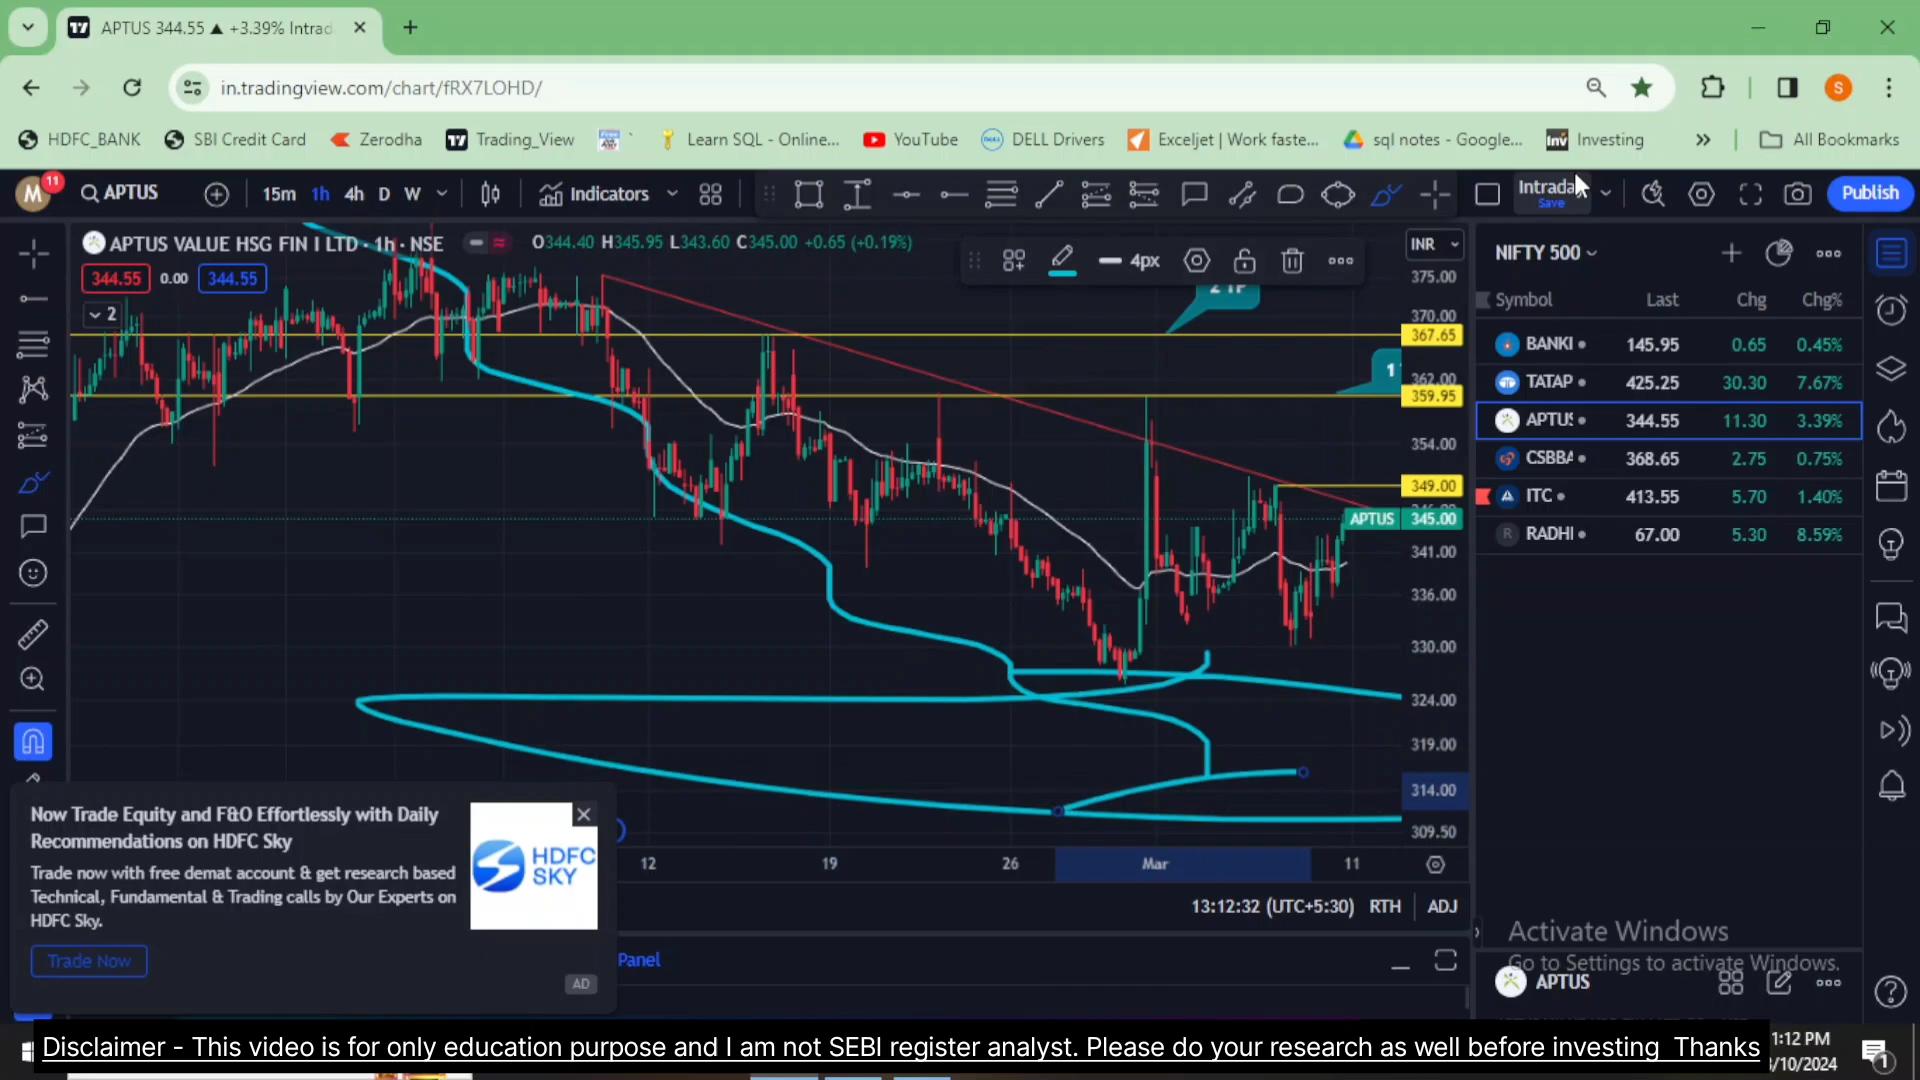 APTUS 344.55 ▲ +3.39% Intrad
in.tradingview.com/chart/fRX7LOHD/
HDFC_BANK
SBI Credit Card
Zerodha
Trading_View
Learn SQL - Online...
YouTube
DELL Drivers
Exceljet | Work faste...
sql notes - Google...
Investing
All Bookmarks
M
11
APTUS
15m 1h 4h D W
Indicators
Intrada
Save
Publish
S
APTUS VALUE HSG FIN I LTD · 1h · NSE
O344.40 H345.95 L343.60 C345.00 +0.65 (+0.19%)
344.55 0.00 344.55
2
4px
INR
375.00
370.00
367.65
362.00
359.95
354.00
349.00
APTUS 345.00
341.00
336.00
330.00
324.00
319.00
314.00
309.50
1
12 19 26 Mar 11
13:12:32 (UTC+5:30) RTH ADJ
Panel
NIFTY 500
Symbol Last Chg Chg%
BANKI 145.95 0.65 0.45%
TATAP 425.25 30.30 7.67%
APTUS 344.55 11.30 3.39%
CSBBA 368.65 2.75 0.75%
ITC 413.55 5.70 1.40%
R RADHI 67.00 5.30 8.59%
Activate Windows
Go to Settings to activate Windows.
APTUS
Now Trade Equity and F&O Effortlessly with Daily
Recommendations on HDFC Sky
Trade now with free demat account & get research based
Technical, Fundamental & Trading calls by Our Experts on
HDFC Sky.
Trade Now
HDFC
SKY
AD
Disclaimer - This video is for only education purpose and I am not SEBI register analyst. Please do your research as well before investing Thanks
1:12 PM
/10/2024
1